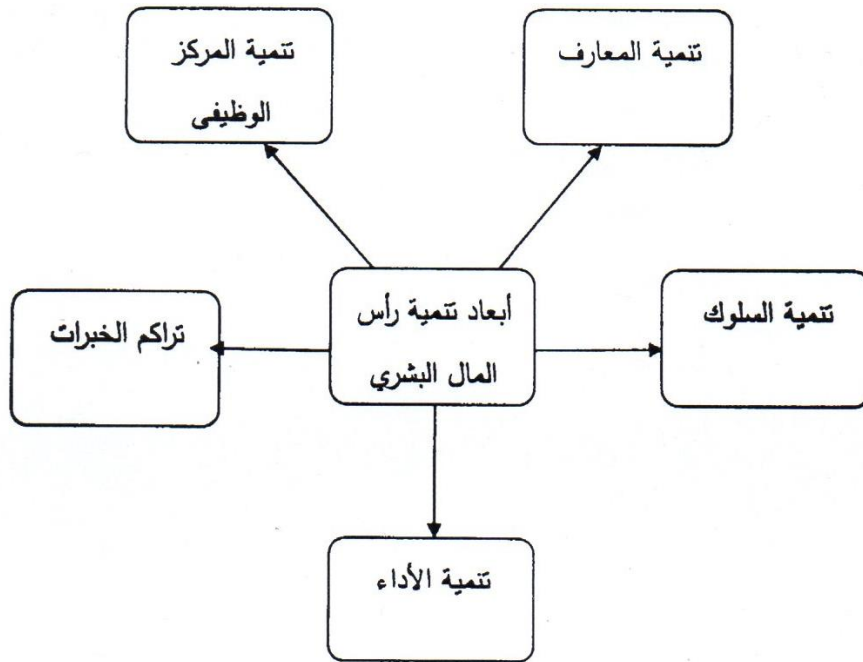 تنمية المعارف
تنمية المركز
الوظيفى
أبعاد تنمية رأس
المال البشري
تنمية السلوك
تراكم الخبرات
تنمية الأداء